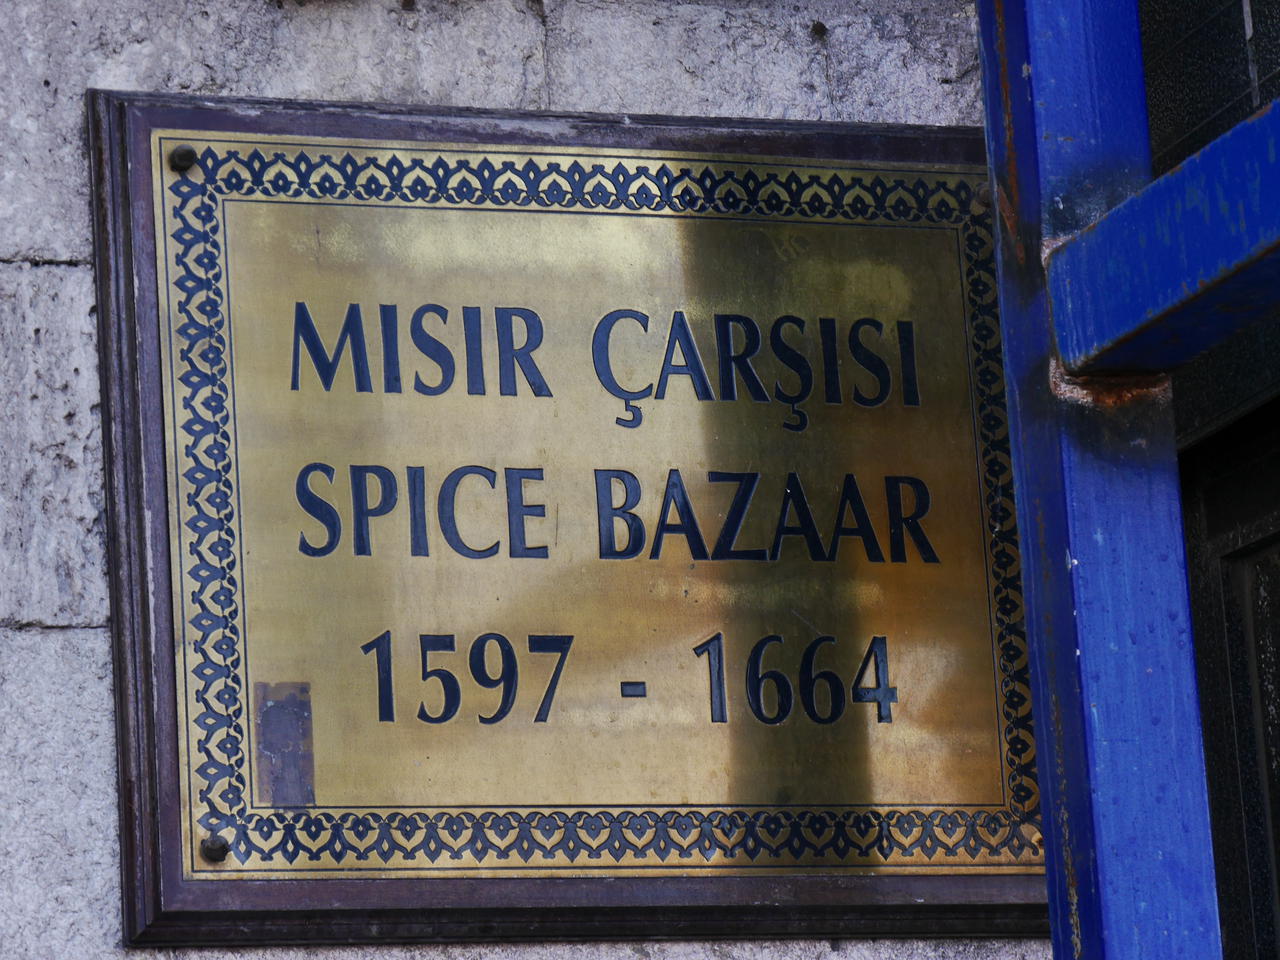 MISIR ÇARŞISI
SPICE BAZAAR
1597 - 1664